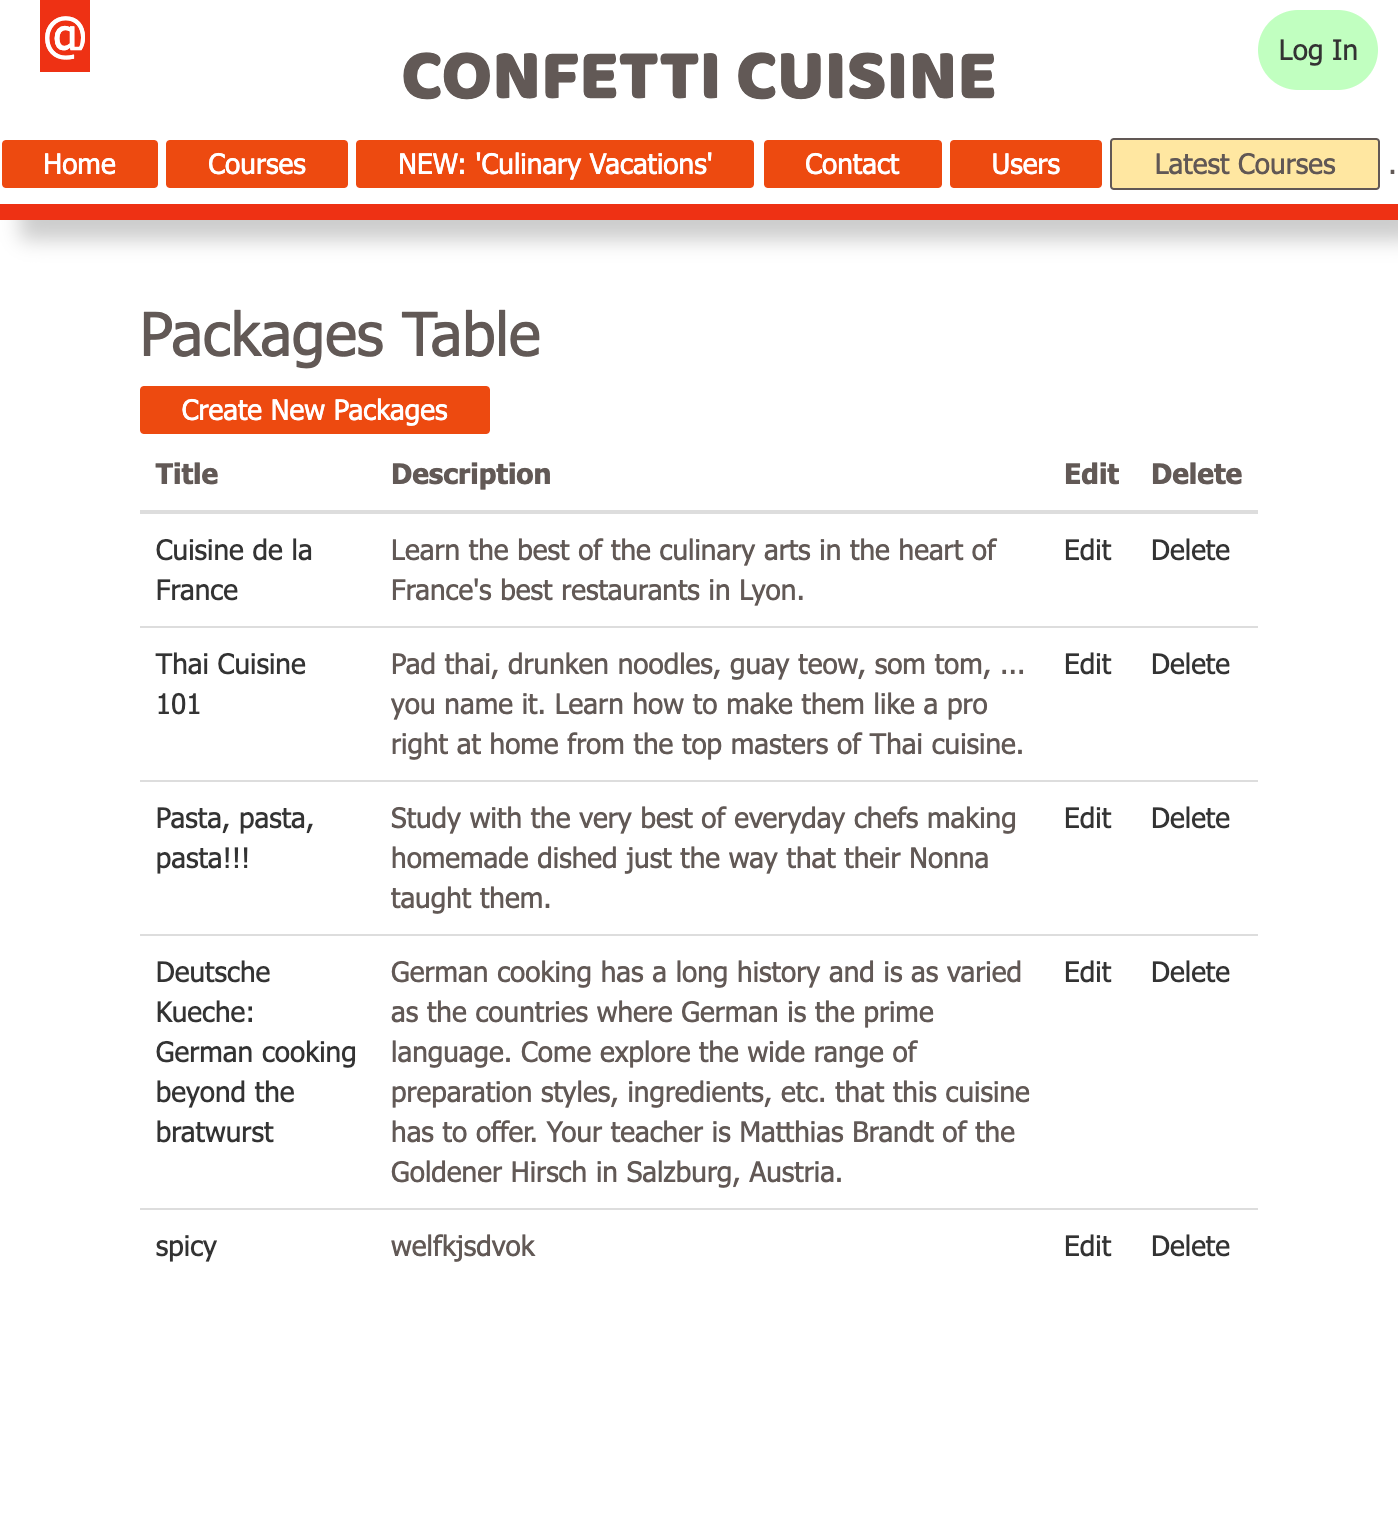 @
CONFETTI CUISINE
Log In
Home Courses NEW: 'Culinary Vacations' Contact Users Latest Courses .
Packages Table
Create New Packages
Title Description Edit Delete
Cuisine de la Learn the best of the culinary arts in the heart of Edit Delete
France France's best restaurants in Lyon.
Thai Cuisine Pad thai, drunken noodles, guay teow, som tom, ... Edit Delete
101 you name it. Learn how to make them like a pro
right at home from the top masters of Thai cuisine.
Pasta, pasta, Study with the very best of everyday chefs making Edit Delete
pasta!!! homemade dished just the way that their Nonna
taught them.
Deutsche German cooking has a long history and is as varied Edit Delete
Kueche: as the countries where German is the prime
German cooking language. Come explore the wide range of
beyond the preparation styles, ingredients, etc. that this cuisine
bratwurst has to offer. Your teacher is Matthias Brandt of the
Goldener Hirsch in Salzburg, Austria.
spicy welfkjsdvok Edit Delete